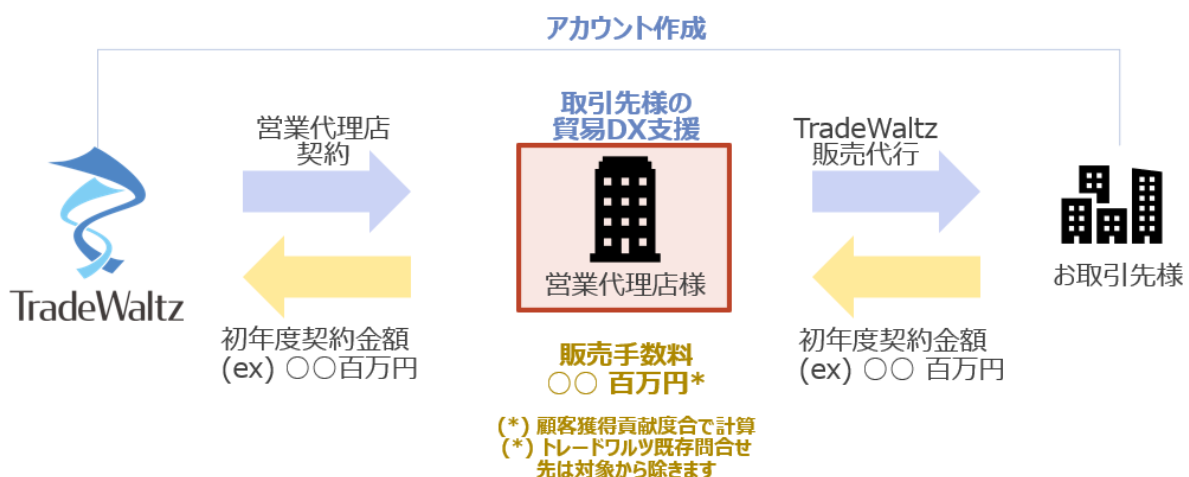 アカウント作成
営業代理店
契約
取引先様の
貿易DX支援
TradeWaltz
販売代行
TradeWaltz
営業代理店様
お取引先様
初年度契約金額
(ex) 〇〇百万円
販売手数料
〇〇 百万円*
初年度契約金額
(ex) 〇〇 百万円
(*) 顧客獲得貢献度合で計算
(*) トレードワルツ既存問合せ
先は対象から除きます